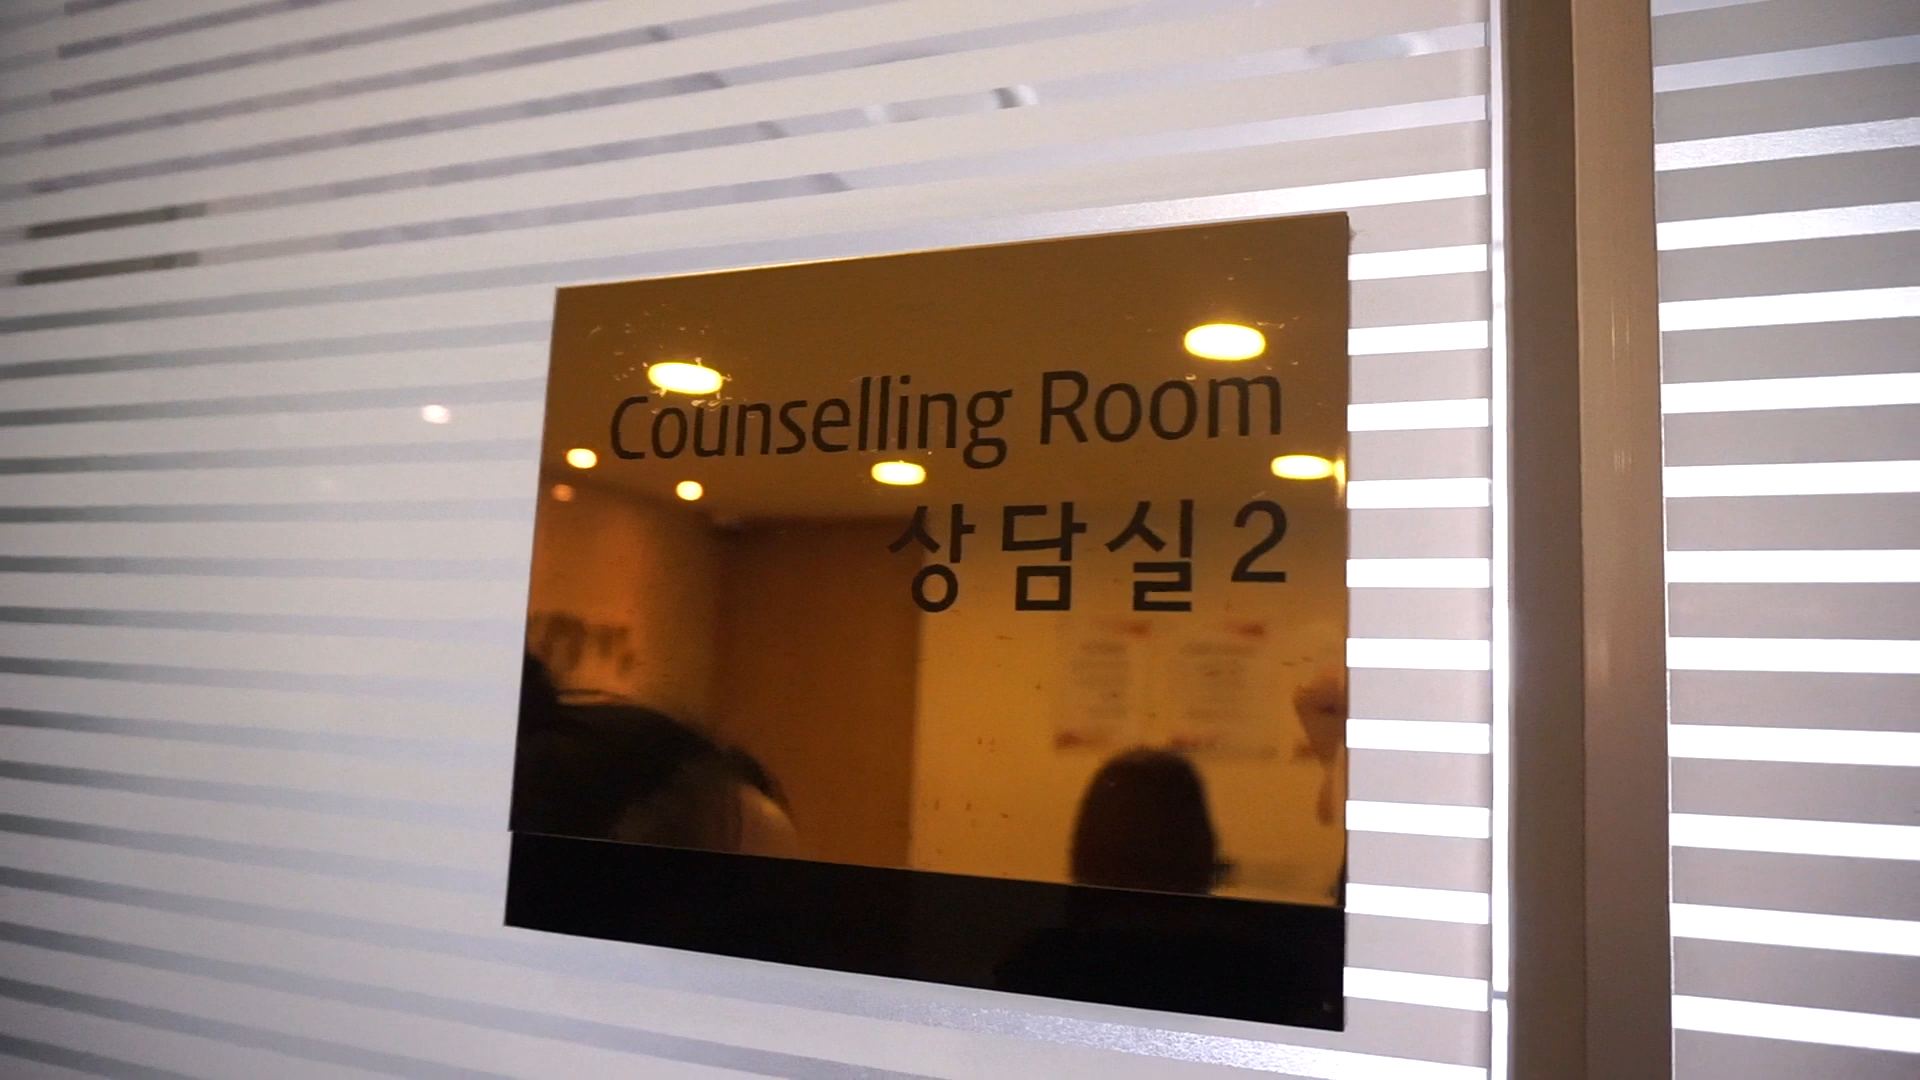 Counselling Room
상담실 2